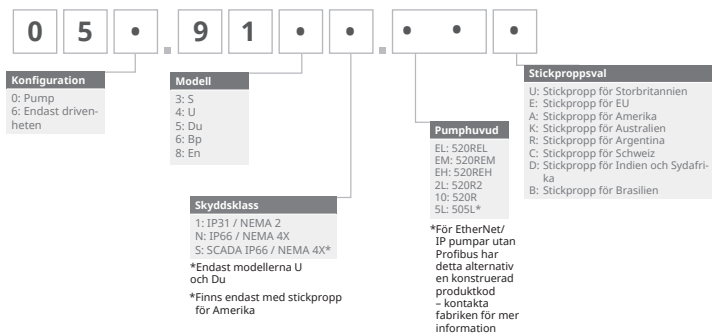 0 5 • . 9 1 • • . • • •
Konfiguration
0: Pump
6: Endast driven-
heten
Modell
3: S
4: U
5: Du
6: Bp
8: En
Skyddsklass
1: IP31 / NEMA 2
N: IP66 / NEMA 4X
S: SCADA IP66 / NEMA 4X*
*Endast modellerna U
och Du
*Finns endast med stickpropp
för Amerika
Pumphuvud
EL: 520REL
EM: 520REM
EH: 520REH
2L: 520R2
10: 520R
5L: 505L*
*För EtherNet/
IP pumpar utan
Profibus har
detta alternativ
en konstruerad
produktkod
– kontakta
fabriken för mer
information
Stickproppsval
U: Stickpropp för Storbritannien
E: Stickpropp för EU
A: Stickpropp för Amerika
K: Stickpropp för Australien
R: Stickpropp för Argentina
C: Stickpropp för Schweiz
D: Stickpropp för Indien och Sydafri-
ka
B: Stickpropp för Brasilien